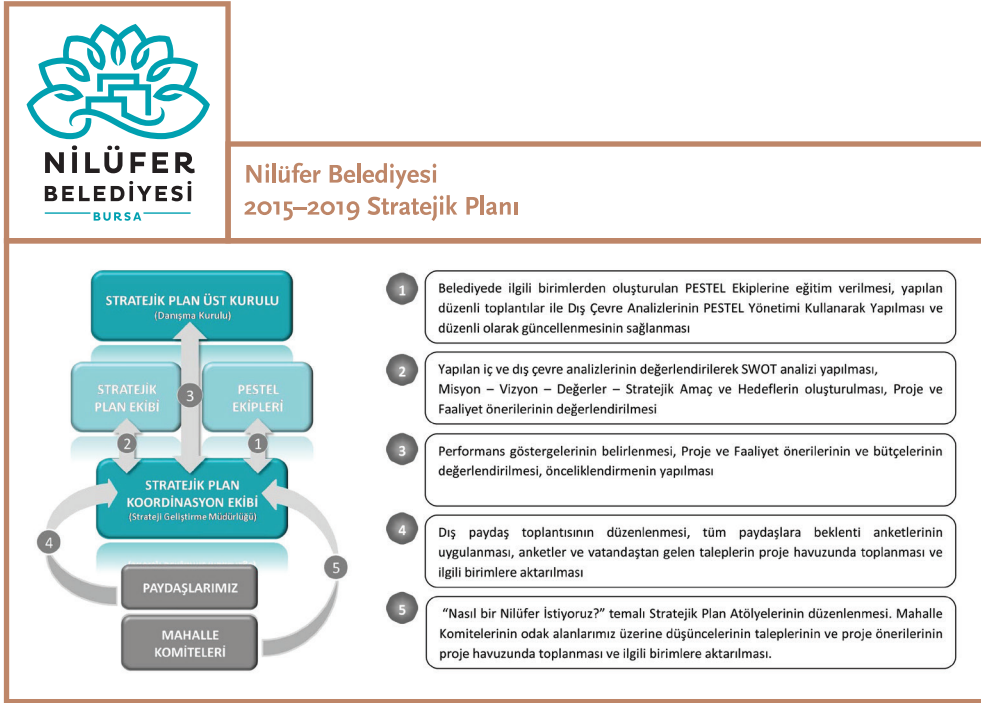 NİLÜFER
BELEDİYESİ
BURSA
Nilüfer Belediyesi
2015–2019 Stratejik Planı
STRATEJİK PLAN ÜST KURULU
(Danışma Kurulu)
STRATEJİK
PLAN EKİBİ
3
PESTEL
EKİPLERİ
2
1
STRATEJİK PLAN
KOORDİNASYON EKİBİ
(Strateji Geliştirme Müdürlüğü)
4
5
PAYDAŞLARIMIZ
MAHALLE
KOMİTELERİ
1
Belediyede ilgili birimlerden oluşturulan PESTEL Ekiplerine eğitim verilmesi, yapılan
düzenli toplantılar ile Dış Çevre Analizlerinin PESTEL Yönetimi Kullanarak Yapılması ve
düzenli olarak güncellenmesinin sağlanması
2
Yapılan iç ve dış çevre analizlerinin değerlendirilerek SWOT analizi yapılması,
Misyon – Vizyon – Değerler – Stratejik Amaç ve Hedeflerin oluşturulması, Proje ve
Faaliyet önerilerinin değerlendirilmesi
3
Performans göstergelerinin belirlenmesi, Proje ve Faaliyet önerilerinin ve bütçelerinin
değerlendirilmesi, önceliklendirmenin yapılması
4
Dış paydaş toplantısının düzenlenmesi, tüm paydaşlara beklenti anketlerinin
uygulanması, anketler ve vatandaştan gelen taleplerin proje havuzunda toplanması ve
ilgili birimlere aktarılması
5
“Nasıl bir Nilüfer İstiyoruz?” temalı Stratejik Plan Atölyelerinin düzenlenmesi. Mahalle
Komitelerinin odak alanlarımız üzerine düşüncelerinin taleplerinin ve proje önerilerinin
proje havuzunda toplanması ve ilgili birimlere aktarılması.